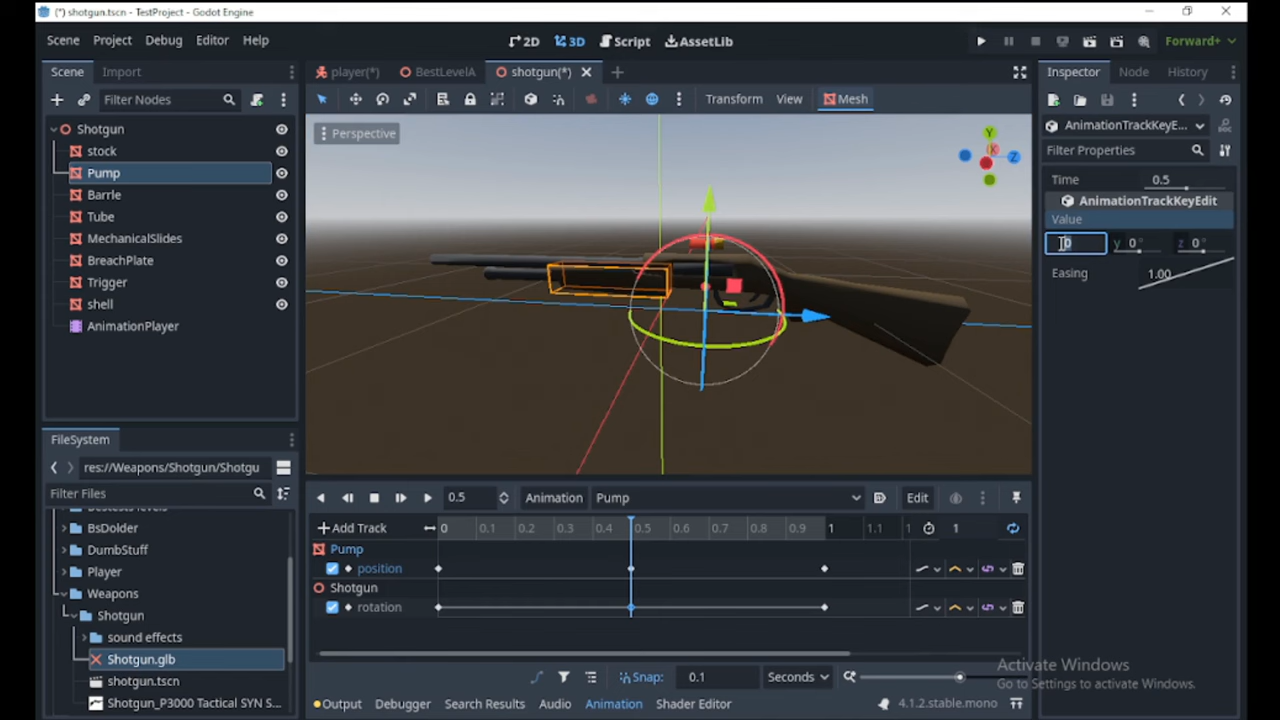 (*) shotgun.tscn - TestProject - Godot Engine
Scene Project Debug Editor Help
2D 3D Script AssetLib
Forward+
Scene Import
player(*) BestLevelA shotgun(*)
Inspector Node History
Filter Nodes
Transform View Mesh
Perspective
Y
X
Z
Shotgun
stock
Pump
Barrle
Tube
MechanicalSlides
BreachPlate
Trigger
shell
AnimationPlayer
AnimationTrackKeyE...
Filter Properties
Time 0.5
AnimationTrackKeyEdit
Value
0 y 0 ° z 0 °
Easing 1.00
FileSystem
res://Weapons/Shotgun/Shotgu
Filter Files
BsDolder
DumbStuff
Player
Weapons
Shotgun
sound effects
Shotgun.glb
shotgun.tscn
Shotgun_P3000 Tactical SYN S...
0.5 Animation Pump Edit
Add Track 0 0.1 0.2 0.3 0.4 0.5 0.6 0.7 0.8 0.9 1 1.1 1
Pump
position
Shotgun
rotation
Snap: 0.1 Seconds
Output Debugger Search Results Audio Animation Shader Editor
4.1.2.stable.mono
Activate Windows
Go to Settings to activate Windows.